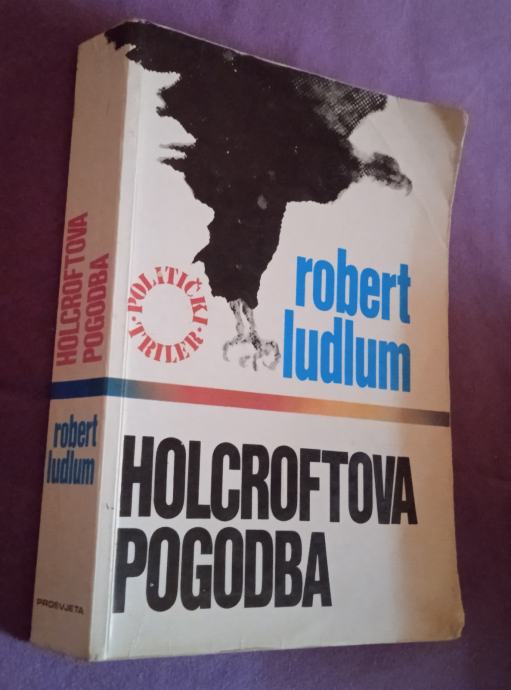 HOLCROFTOVA
POGODBA
robert
ludlum
PROSVJETA
• POLITIČKI • TRILER
robert
ludlum
HOLCROFTOVA
POGODBA